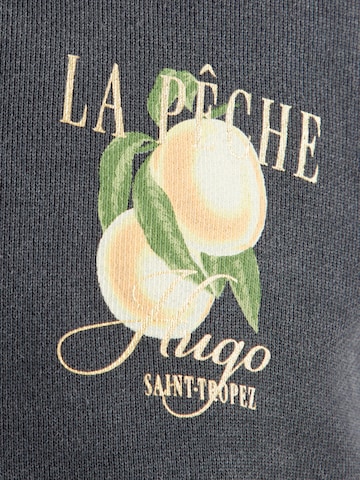 LA PÊCHE
Hugo
SAINT-TROPEZ